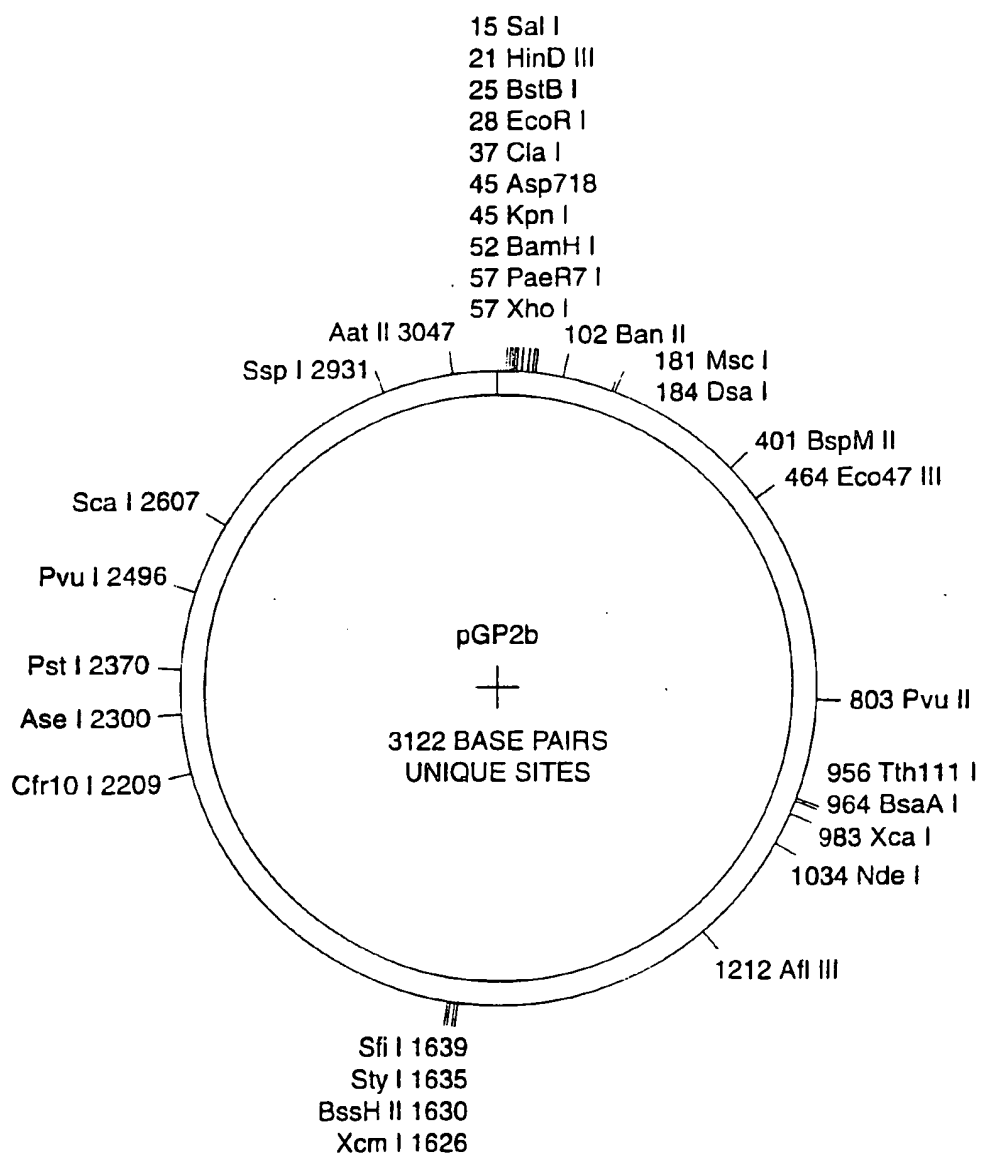 15 Sal I
21 HinD III
25 BstB I
28 EcoR I
37 Cla I
45 Asp718
45 Kpn I
52 BamH I
57 PaeR7 I
57 Xho I
Aat II 3047
102 Ban II
Ssp I 2931
181 Msc I
184 Dsa I
401 BspM II
464 Eco47 III
Sca I 2607
Pvu I 2496
pGP2b
Pst I 2370
803 Pvu II
Ase I 2300
3122 BASE PAIRS
UNIQUE SITES
Cfr10 I 2209
956 Tth111 I
964 BsaA I
983 Xca I
1034 Nde I
1212 Afl III
Sfi I 1639
Sty I 1635
BssH II 1630
Xcm I 1626